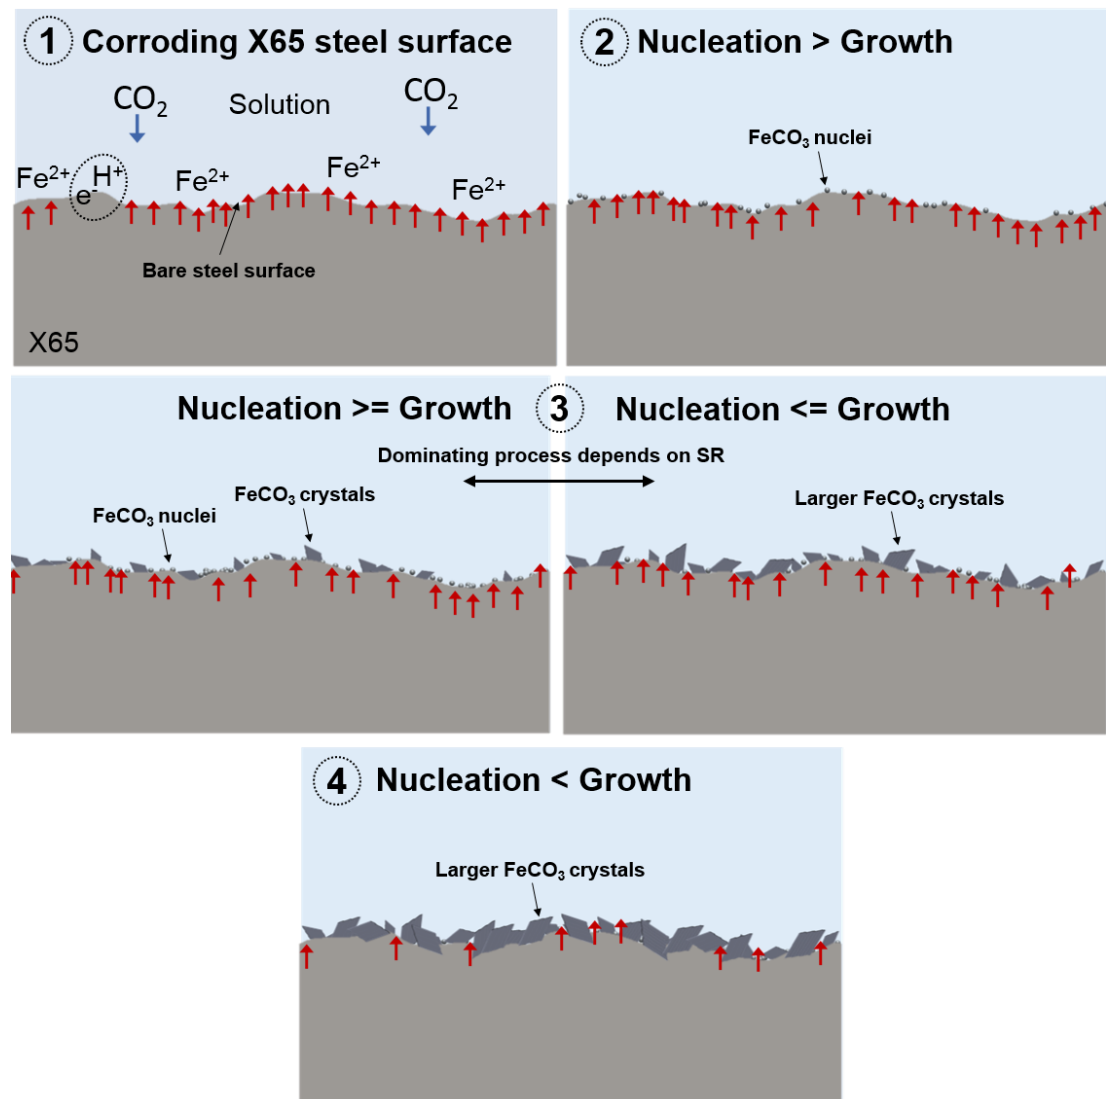 1 Corroding X65 steel surface
CO₂
Solution
CO₂
Fe²⁺
e⁻ H⁺
Fe²⁺
Fe²⁺
Fe²⁺
Bare steel surface
X65
2 Nucleation > Growth
FeCO₃ nuclei
Nucleation >= Growth 3 Nucleation <= Growth
Dominating process depends on SR
FeCO₃ crystals
FeCO₃ nuclei
Larger FeCO₃ crystals
4 Nucleation < Growth
Larger FeCO₃ crystals